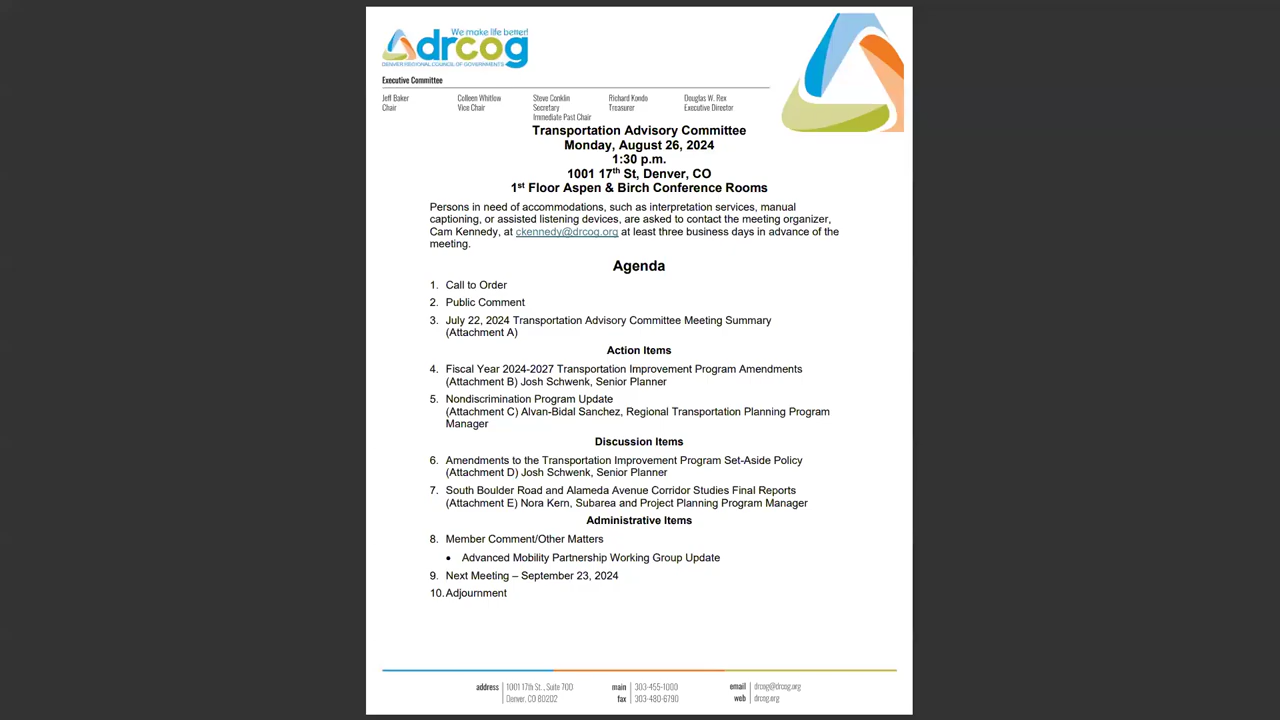 We make life better!
drcog
DENVER REGIONAL COUNCIL OF GOVERNMENTS
Executive Committee
Jeff Baker
Chair
Colleen Whitlow
Vice Chair
Steve Conklin
Secretary
Immediate Past Chair
Richard Kondo
Treasurer
Douglas W. Rex
Executive Director
Transportation Advisory Committee
Monday, August 26, 2024
1:30 p.m.
1001 17th St, Denver, CO
1st Floor Aspen & Birch Conference Rooms
Persons in need of accommodations, such as interpretation services, manual
captioning, or assisted listening devices, are asked to contact the meeting organizer,
Cam Kennedy, at ckennedy@drcog.org at least three business days in advance of the
meeting.
Agenda
1. Call to Order
2. Public Comment
3. July 22, 2024 Transportation Advisory Committee Meeting Summary
(Attachment A)
Action Items
4. Fiscal Year 2024-2027 Transportation Improvement Program Amendments
(Attachment B) Josh Schwenk, Senior Planner
5. Nondiscrimination Program Update
(Attachment C) Alvan-Bidal Sanchez, Regional Transportation Planning Program
Manager
Discussion Items
6. Amendments to the Transportation Improvement Program Set-Aside Policy
(Attachment D) Josh Schwenk, Senior Planner
7. South Boulder Road and Alameda Avenue Corridor Studies Final Reports
(Attachment E) Nora Kern, Subarea and Project Planning Program Manager
Administrative Items
8. Member Comment/Other Matters
• Advanced Mobility Partnership Working Group Update
9. Next Meeting – September 23, 2024
10. Adjournment
address
1001 17th St., Suite 700
Denver, CO 80202
main 303-455-1000
fax 303-480-6790
email drcog@drcog.org
web drcog.org